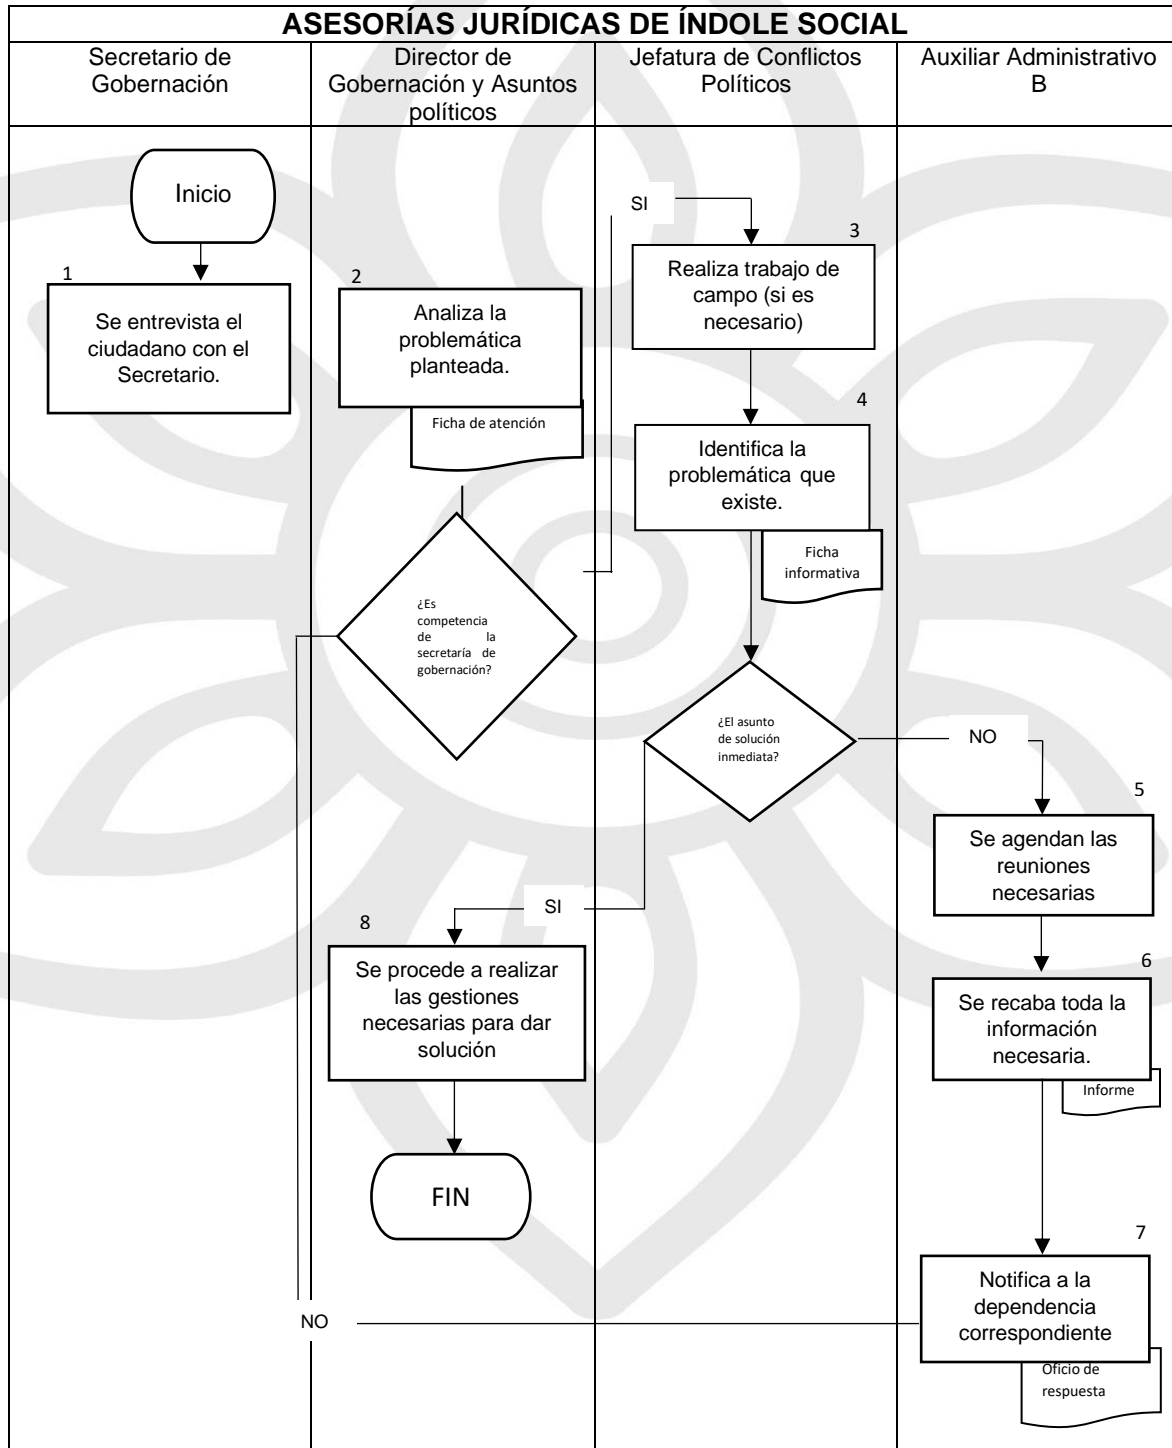 ASESORÍAS JURÍDICAS DE ÍNDOLE SOCIAL
Secretario de
Gobernación
Director de
Gobernación y Asuntos
políticos
Jefatura de Conflictos
Políticos
Auxiliar Administrativo
B
Inicio
1
Se entrevista el
ciudadano con el
Secretario.
2
Analiza la
problemática
planteada.
Ficha de atención
¿Es
competencia
de la
secretaría de
gobernación?
SI
3
Realiza trabajo de
campo (si es
necesario)
4
Identifica la
problemática que
existe.
Ficha
informativa
¿El asunto
de solución
inmediata?
NO
5
Se agendan las
reuniones
necesarias
6
Se recaba toda la
información
necesaria.
Informe
7
Notifica a la
dependencia
correspondiente
Oficio de
respuesta
SI
8
Se procede a realizar
las gestiones
necesarias para dar
solución
FIN
NO